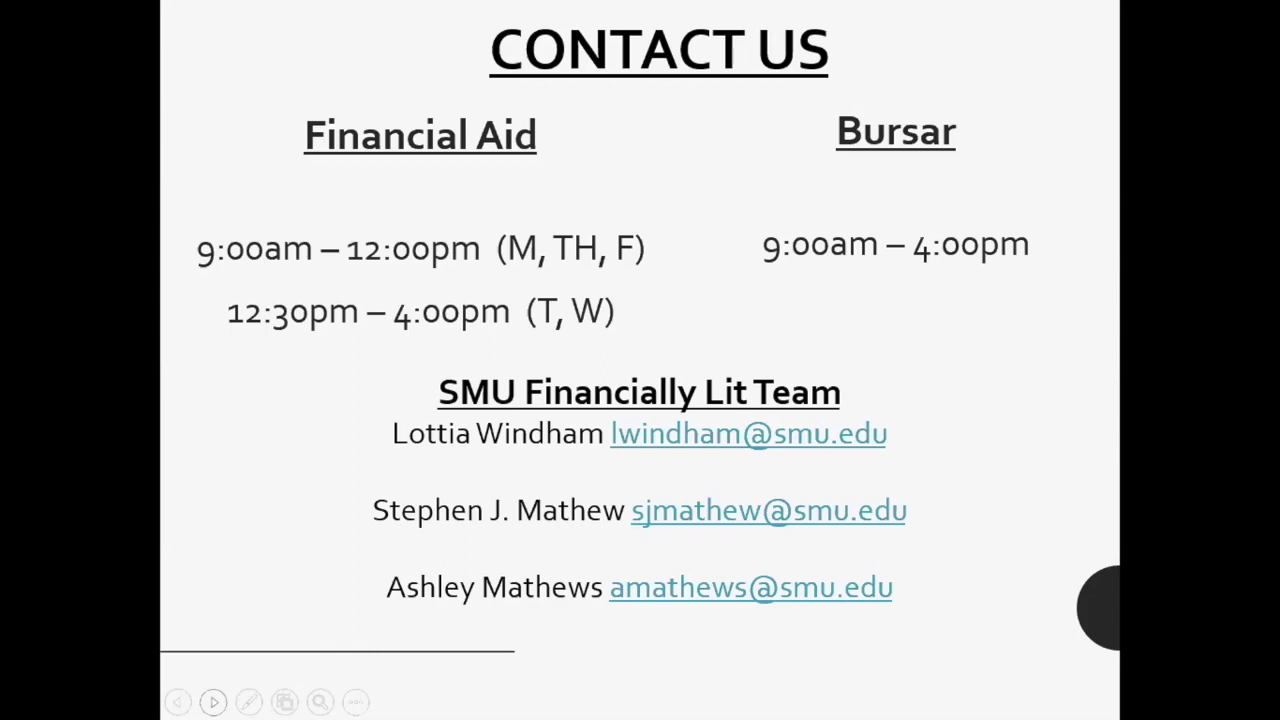 CONTACT US
Financial Aid
9:00am – 12:00pm (M, TH, F)
12:30pm – 4:00pm (T, W)
Bursar
9:00am – 4:00pm
SMU Financially Lit Team
Lottia Windham lwindham@smu.edu
Stephen J. Mathew sjmathew@smu.edu
Ashley Mathews amathews@smu.edu